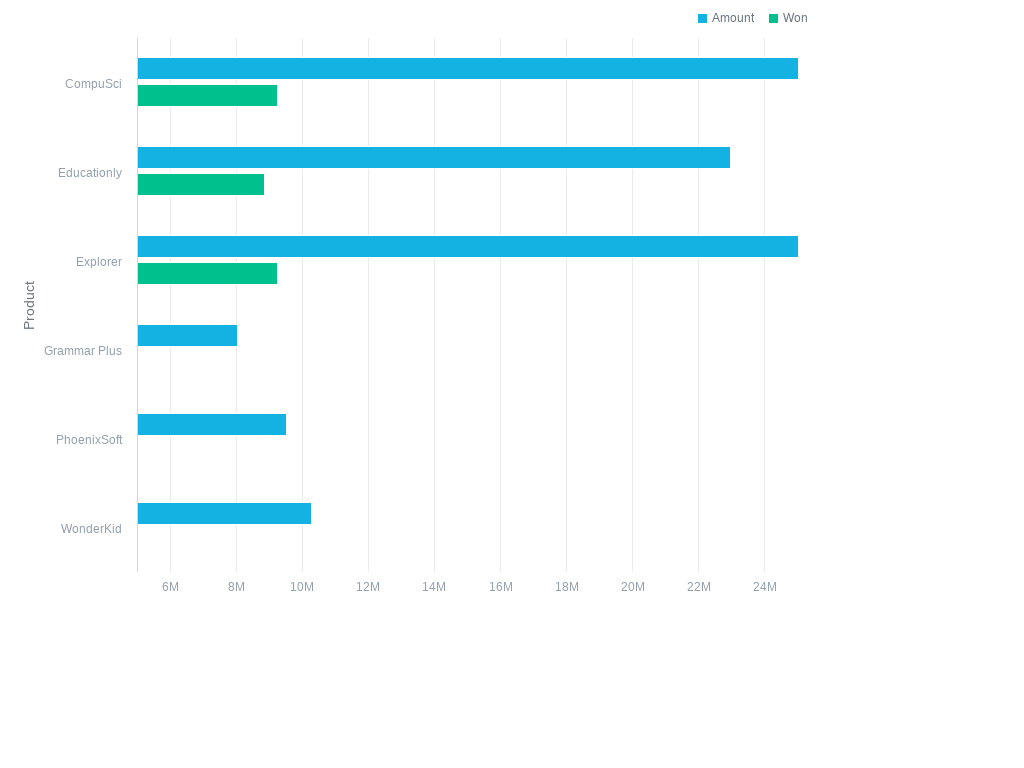 Amount Won
CompuSci
Educationly
Explorer
Product
Grammar Plus
PhoenixSoft
WonderKid
6M 8M 10M 12M 14M 16M 18M 20M 22M 24M